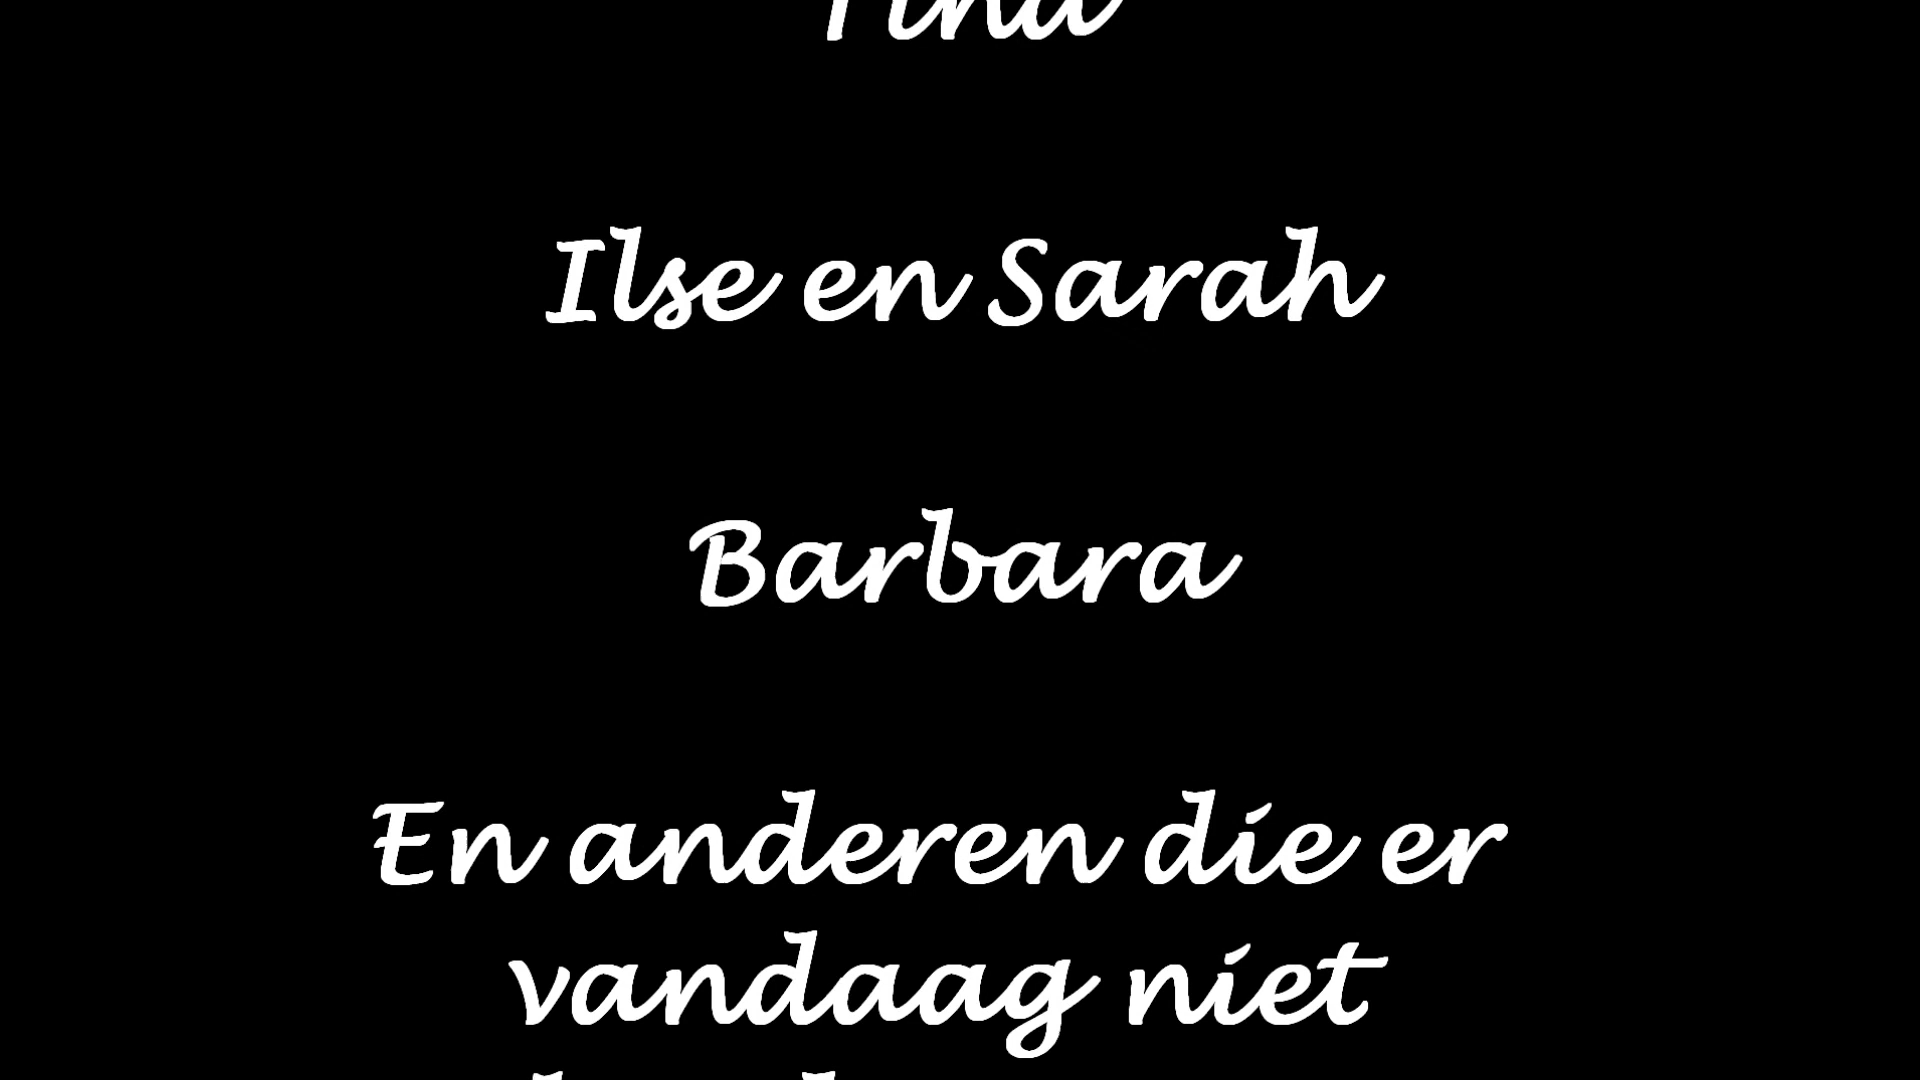 Ilse en Sarah
Barbara
En anderen die er
vandaag niet